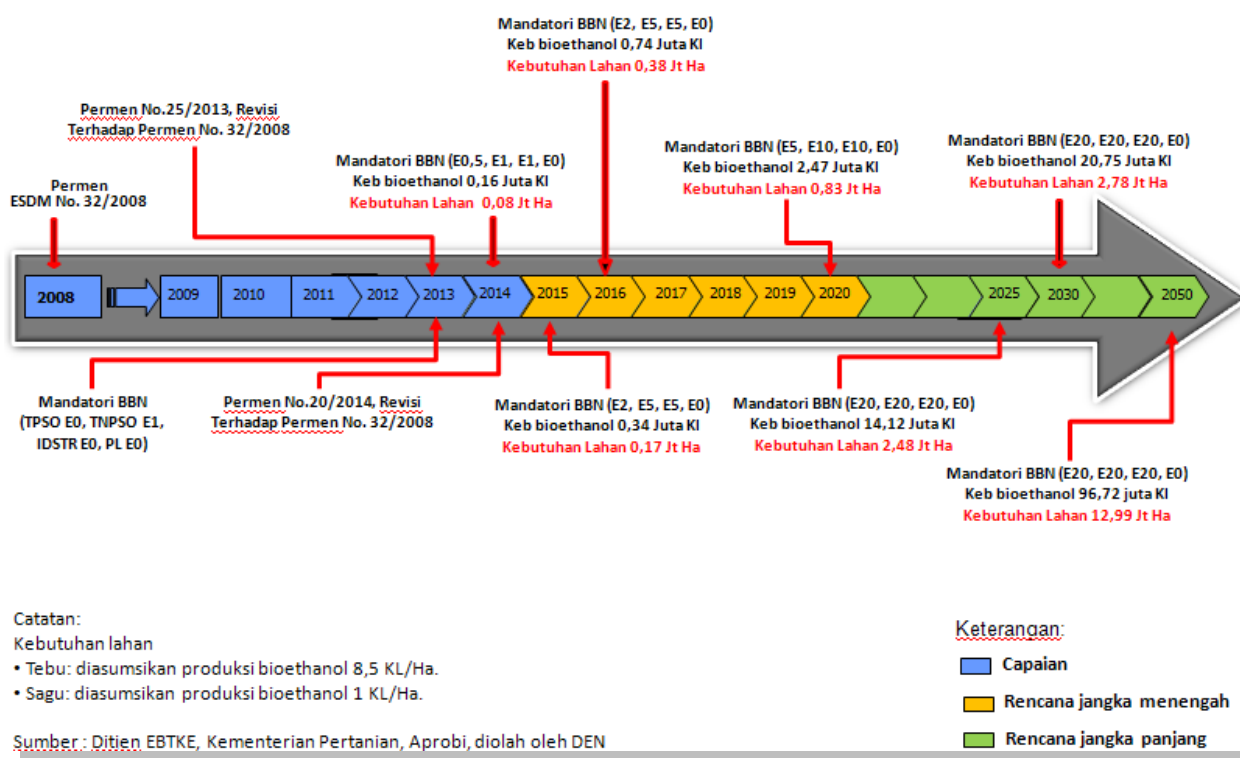 Mandatori BBN (E2, E5, E5, E0)
Keb bioethanol 0,74 Juta Kl
Kebutuhan Lahan 0,38 Jt Ha
Permen No.25/2013, Revisi
Terhadap Permen No. 32/2008
Mandatori BBN (E0,5, E1, E1, E0)
Keb bioethanol 0,16 Juta Kl
Kebutuhan Lahan 0,08 Jt Ha
Mandatori BBN (E5, E10, E10, E0)
Keb bioethanol 2,47 Juta Kl
Kebutuhan Lahan 0,83 Jt Ha
Mandatori BBN (E20, E20, E20, E0)
Keb bioethanol 20,75 Juta Kl
Kebutuhan Lahan 2,78 Jt Ha
Permen
ESDM No. 32/2008
2008 2009 2010 2011 2012 2013 2014 2015 2016 2017 2018 2019 2020 2025 2030 2050
Mandatori BBN
(TPSO E0, TNPSO E1,
IDSTR E0, PL E0)
Permen No.20/2014, Revisi
Terhadap Permen No. 32/2008
Mandatori BBN (E2, E5, E5, E0)
Keb bioethanol 0,34 Juta Kl
Kebutuhan Lahan 0,17 Jt Ha
Mandatori BBN (E20, E20, E20, E0)
Keb bioethanol 14,12 Juta Kl
Kebutuhan Lahan 2,48 Jt Ha
Mandatori BBN (E20, E20, E20, E0)
Keb bioethanol 96,72 juta Kl
Kebutuhan Lahan 12,99 Jt Ha
Catatan:
Kebutuhan lahan
• Tebu: diasumsikan produksi bioethanol 8,5 KL/Ha.
• Sagu: diasumsikan produksi bioethanol 1 KL/Ha.
Sumber : Ditjen EBTKE, Kementerian Pertanian, Aprobi, diolah oleh DEN
Keterangan:
Capaian
Rencana jangka menengah
Rencana jangka panjang